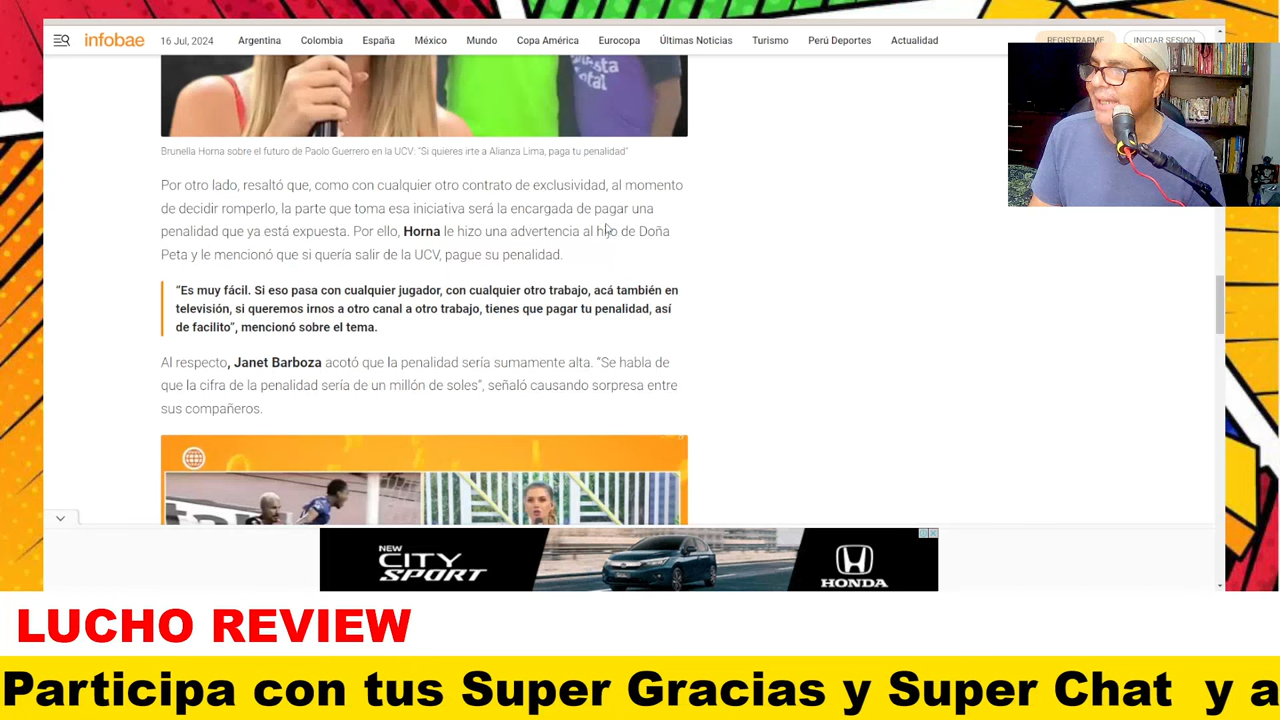 infobae
16 Jul, 2024
Argentina
Colombia
España
México
Mundo
Copa América
Eurocopa
Últimas Noticias
Turismo
Perú Deportes
Actualidad
REGISTRARME
INICIAR SESIÓN
Brunella Horna sobre el futuro de Paolo Guerrero en la UCV: "Si quieres irte a Alianza Lima, paga tu penalidad"
Por otro lado, resaltó que, como con cualquier otro contrato de exclusividad, al momento
de decidir romperlo, la parte que toma esa iniciativa será la encargada de pagar una
penalidad que ya está expuesta. Por ello, Horna le hizo una advertencia al hijo de Doña
Peta y le mencionó que si quería salir de la UCV, pague su penalidad.
“Es muy fácil. Si eso pasa con cualquier jugador, con cualquier otro trabajo, acá también en
televisión, si queremos irnos a otro canal a otro trabajo, tienes que pagar tu penalidad, así
de facilito”, mencionó sobre el tema.
Al respecto, Janet Barboza acotó que la penalidad sería sumamente alta. “Se habla de
que la cifra de la penalidad sería de un millón de soles”, señaló causando sorpresa entre
sus compañeros.
NEW
CITY
SPORT
HONDA
LUCHO REVIEW
Participa con tus Super Gracias y Super Chat y a